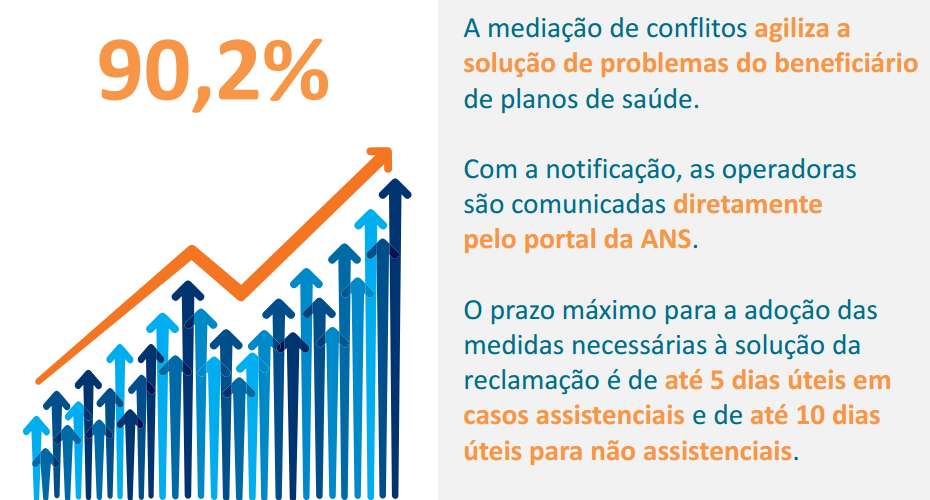 90,2%
A mediação de conflitos agiliza a
solução de problemas do beneficiário
de planos de saúde.
Com a notificação, as operadoras
são comunicadas diretamente
pelo portal da ANS.
O prazo máximo para a adoção das
medidas necessárias à solução da
reclamação é de até 5 dias úteis em
casos assistenciais e de até 10 dias
úteis para não assistenciais.